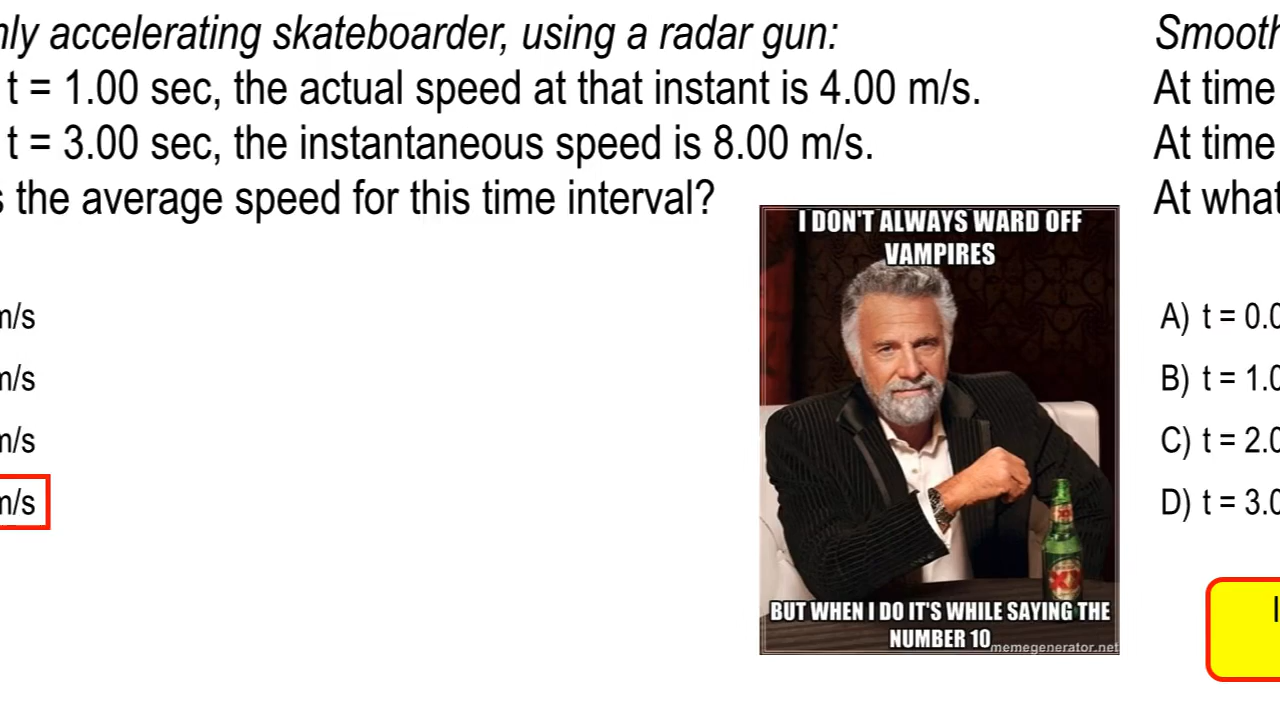 nly accelerating skateboarder, using a radar gun:
t = 1.00 sec, the actual speed at that instant is 4.00 m/s.
t = 3.00 sec, the instantaneous speed is 8.00 m/s.
s the average speed for this time interval?
m/s
m/s
m/s
m/s
I DON'T ALWAYS WARD OFF
VAMPIRES
XX
BUT WHEN I DO IT'S WHILE SAYING THE
NUMBER 10
memegenerator.net
Smooth
At time
At time
At what
A) t = 0.0
B) t = 1.0
C) t = 2.0
D) t = 3.0